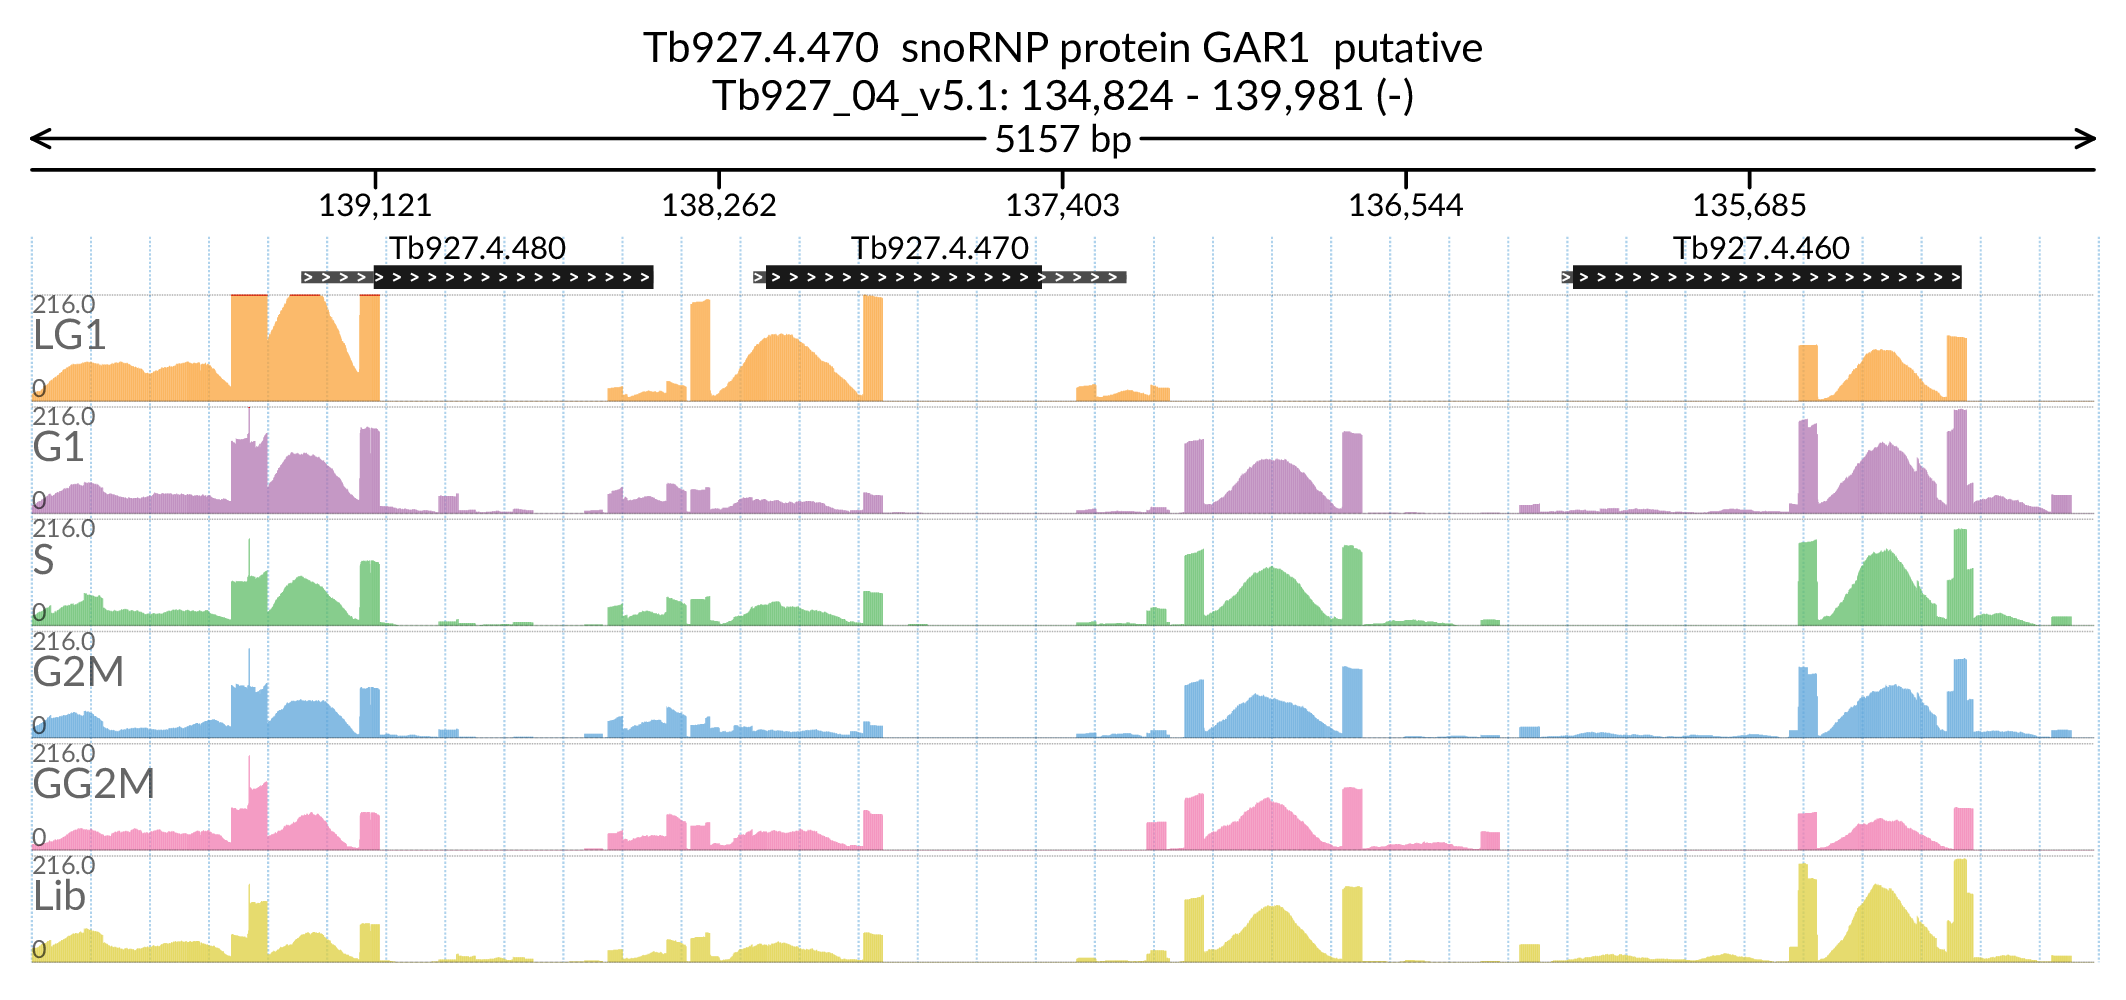 Tb927.4.470 snoRNP protein GAR1 putative
Tb927_04_v5.1: 134,824 - 139,981 (-)
5157 bp
139,121 138,262 137,403 136,544 135,685
Tb927.4.480 Tb927.4.470 Tb927.4.460
216.0
LG1
0
216.0
G1
0
216.0
S
0
216.0
G2M
0
216.0
GG2M
0
216.0
Lib
0